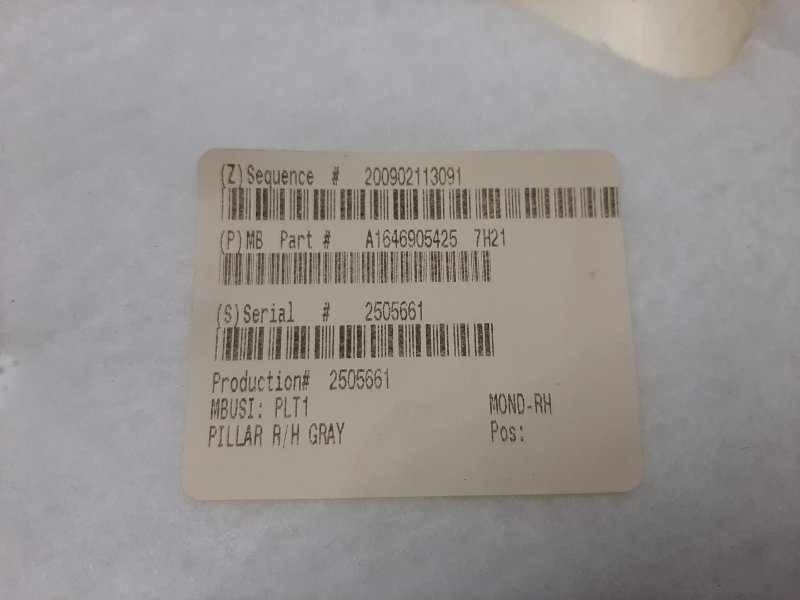 (Z)Sequence # 200902113091
(P)MB Part # A1646905425 7H21
(S)Serial # 2505661
Production# 2505661
MBUSI: PLT1 MOND-RH
PILLAR R/H GRAY Pos: